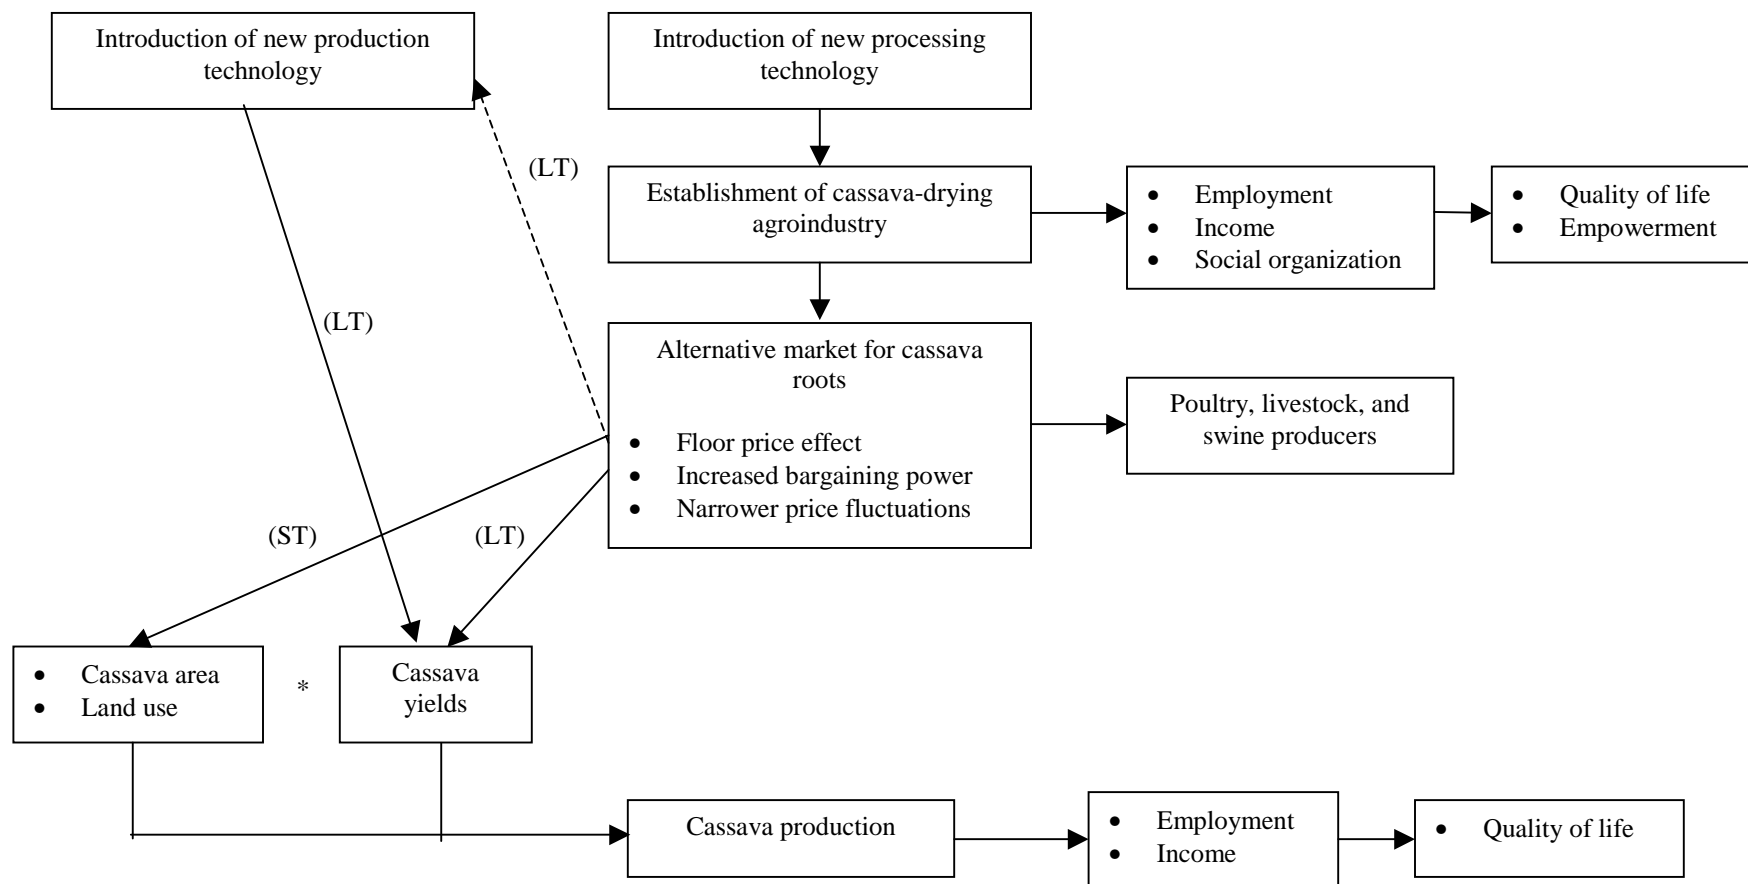 Introduction of new production
technology
Introduction of new processing
technology
(LT)
Establishment of cassava-drying
agroindustry
• Employment
• Income
• Social organization
• Quality of life
• Empowerment
(LT)
Alternative market for cassava
roots
• Floor price effect
• Increased bargaining power
• Narrower price fluctuations
Poultry, livestock, and
swine producers
(ST)
(LT)
• Cassava area
• Land use
*
Cassava
yields
Cassava production
• Employment
• Income
• Quality of life